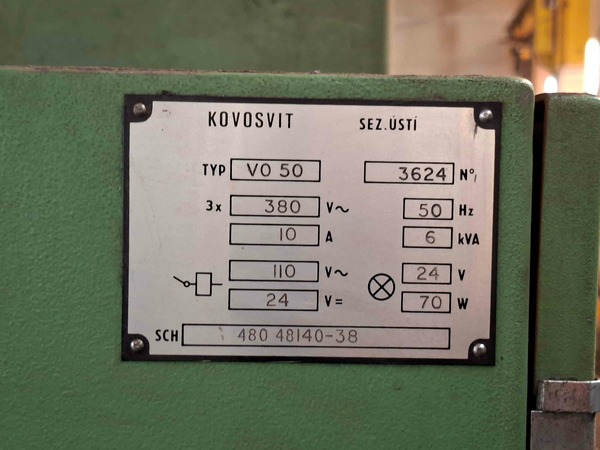 KOVOSVIT SEZ.ÚSTÍ
TYP VO 50 3624 Nº/
3x 380 V~ 50 Hz
10 A 6 kVA
110 V~ 24 V
24 V= 70 W
SCH 480 48140-38